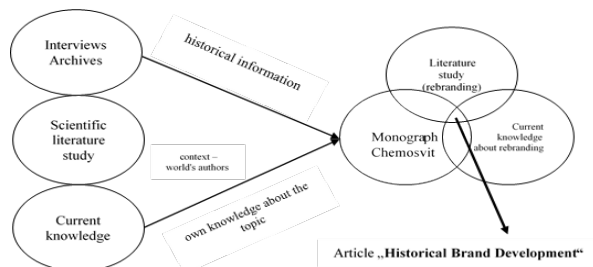 Interviews
Archives
historical information
Scientific
literature
study
context –
world's authors
Current
knowledge
own knowledge about the
topic
Literature
study
(rebranding)
Monograph
Chemosvit
Current
knowledge
about rebranding
Article „Historical Brand Development“